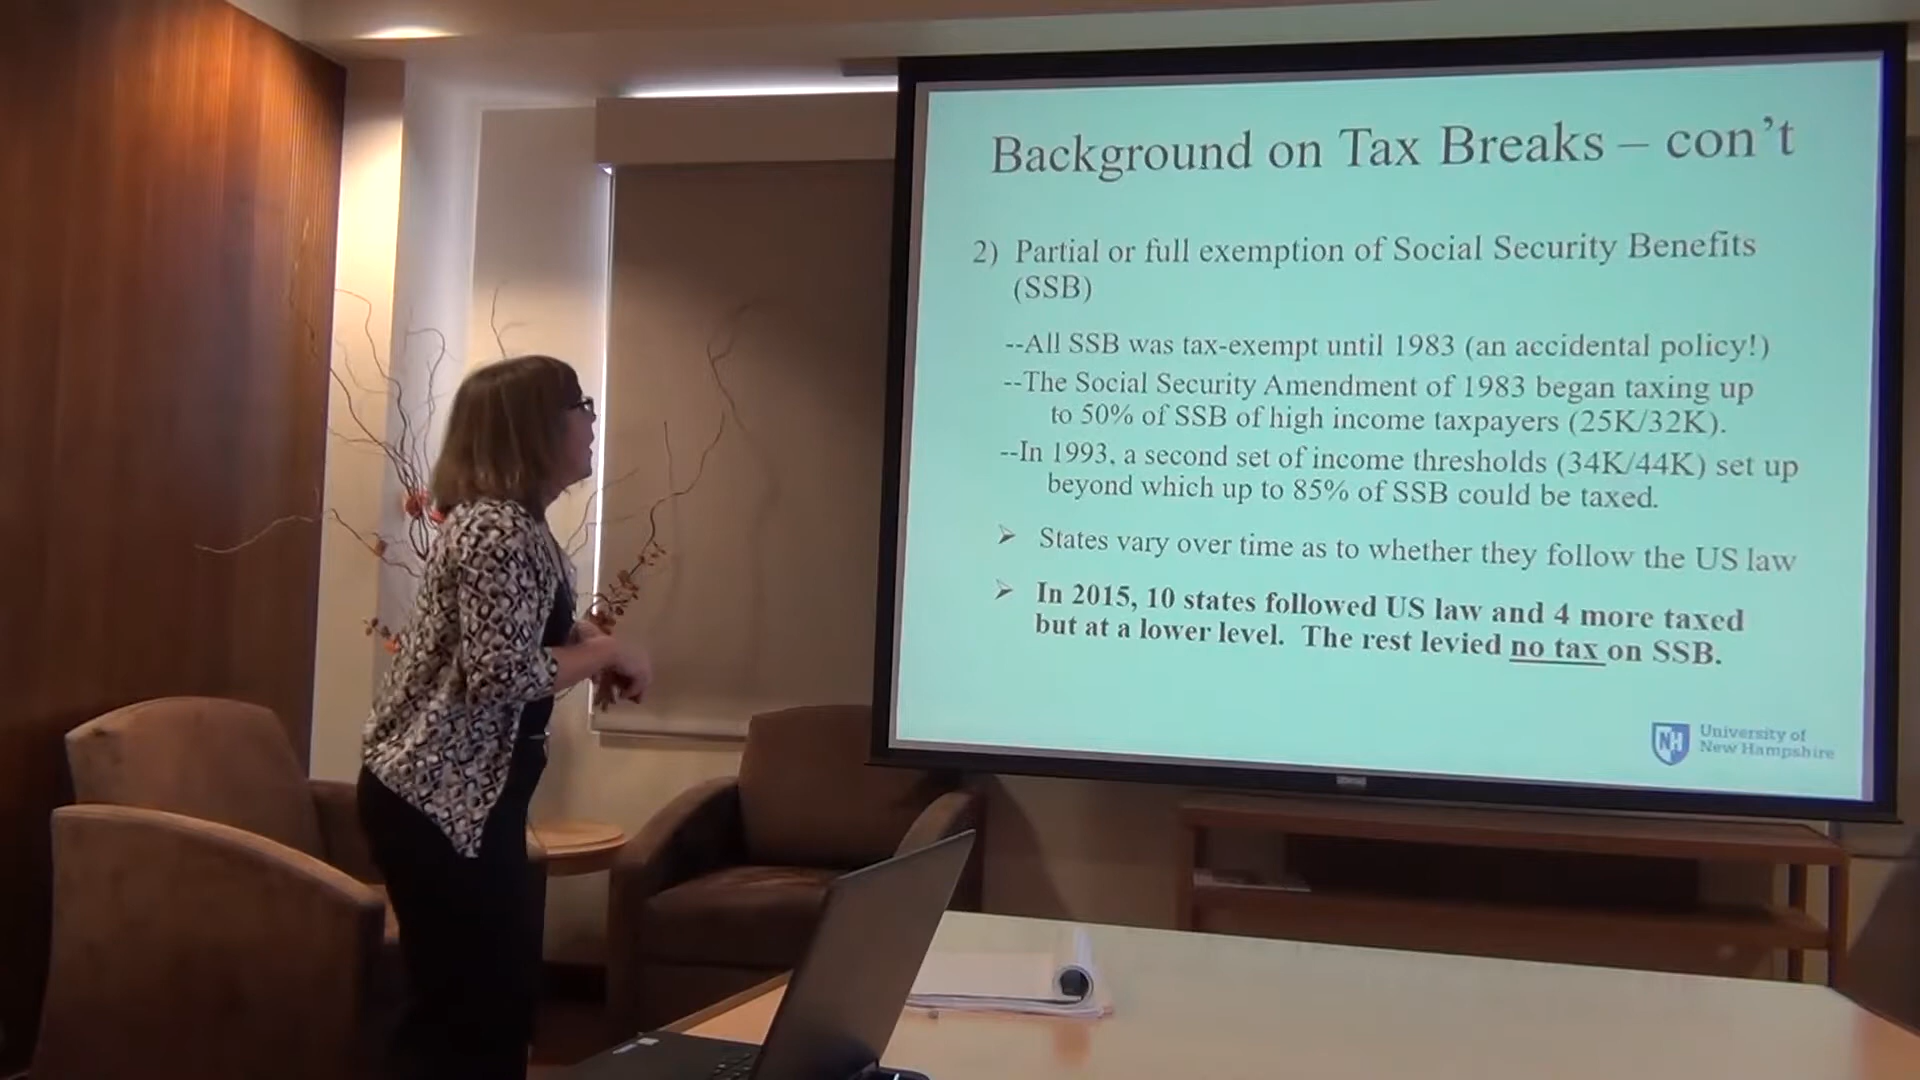 Background on Tax Breaks – con’t
2) Partial or full exemption of Social Security Benefits
(SSB)
--All SSB was tax-exempt until 1983 (an accidental policy!)
--The Social Security Amendment of 1983 began taxing up
to 50% of SSB of high income taxpayers (25K/32K).
--In 1993, a second set of income thresholds (34K/44K) set up
beyond which up to 85% of SSB could be taxed.
➢ States vary over time as to whether they follow the US law
➢ In 2015, 10 states followed US law and 4 more taxed
but at a lower level. The rest levied no tax on SSB.
NH
University of
New Hampshire